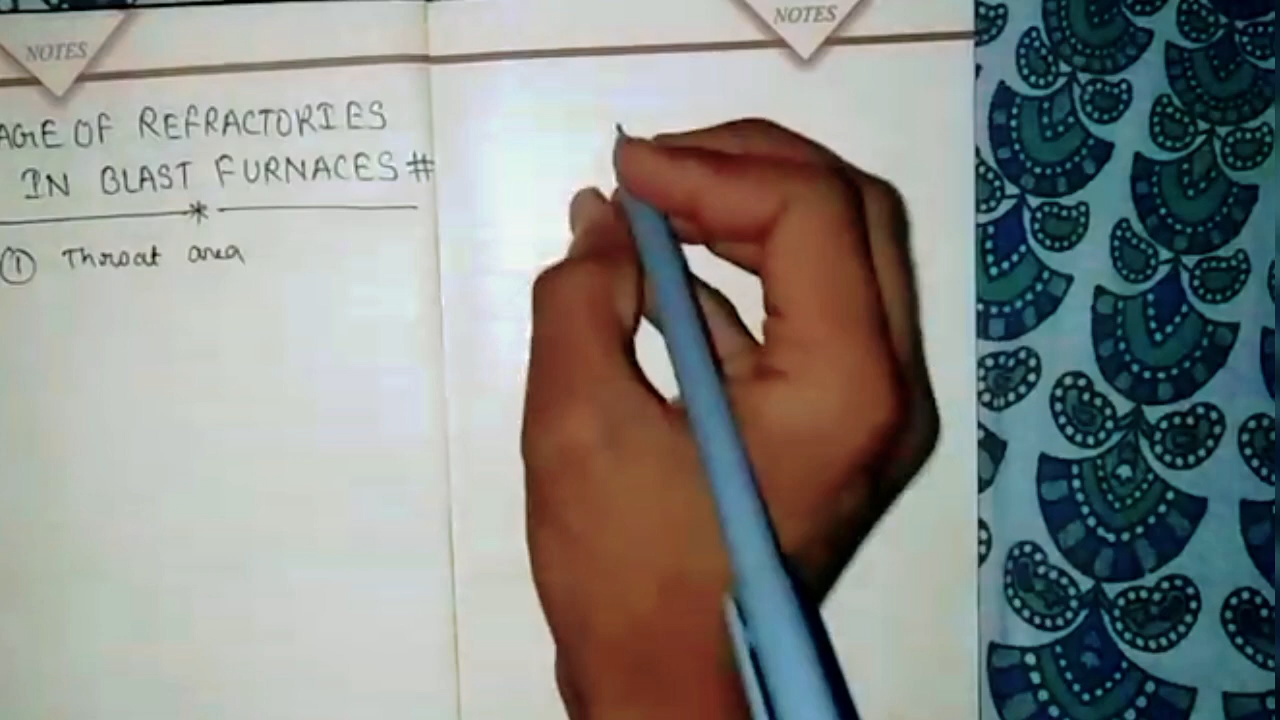 NOTES
NOTES
AGE OF REFRACTORIES
IN BLAST FURNACES #
① Throat area